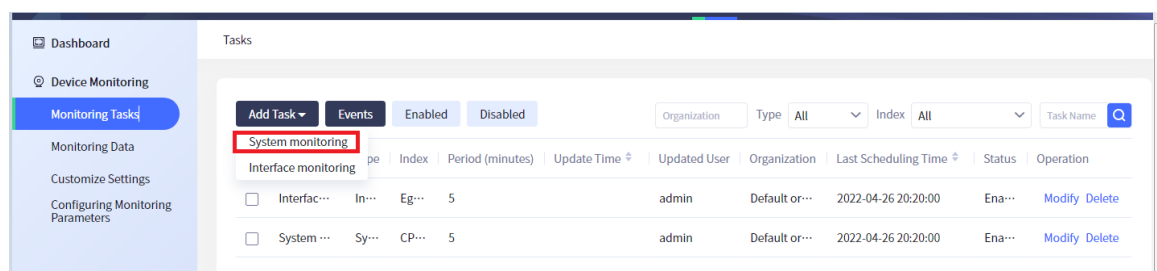 Dashboard
Tasks
Device Monitoring
Monitoring Tasks
Monitoring Data
Customize Settings
Configuring Monitoring
Parameters
Add Task Events Enabled Disabled Organization Type All Index All Task Name
System monitoring
Interface monitoring
pe Index Period (minutes) Update Time Updated User Organization Last Scheduling Time Status Operation
Interfac··· In··· Eg··· 5 admin Default or··· 2022-04-26 20:20:00 Ena··· Modify Delete
System ··· Sy··· CP··· 5 admin Default or··· 2022-04-26 20:20:00 Ena··· Modify Delete